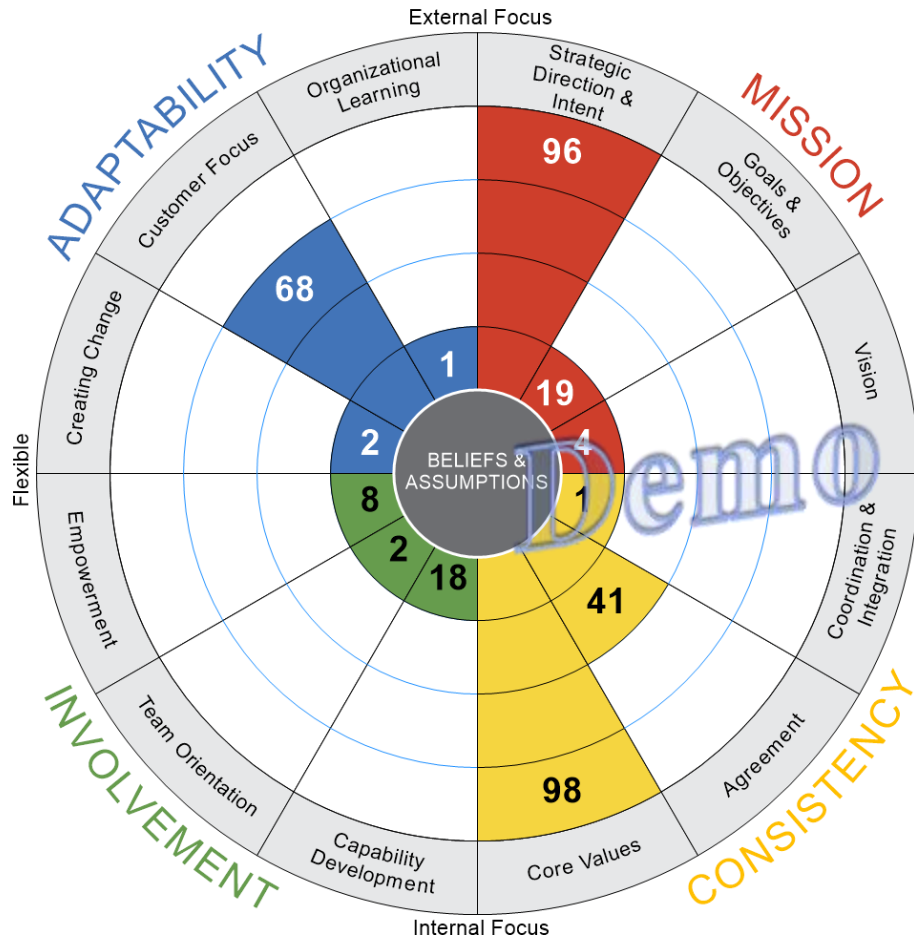 External Focus
ADAPTABILITY
MISSION
Organizational
Learning
Strategic
Direction &
Intent
Customer Focus
Goals &
Objectives
Creating Change
Vision
96
68
1
19
2
4
Flexible
BELIEFS &
ASSUMPTIONS
Demo
8
1
2
18
41
98
Empowerment
Coordination &
Integration
Team Orientation
Agreement
Capability
Development
Core Values
INVOLVEMENT
CONSISTENCY
Internal Focus